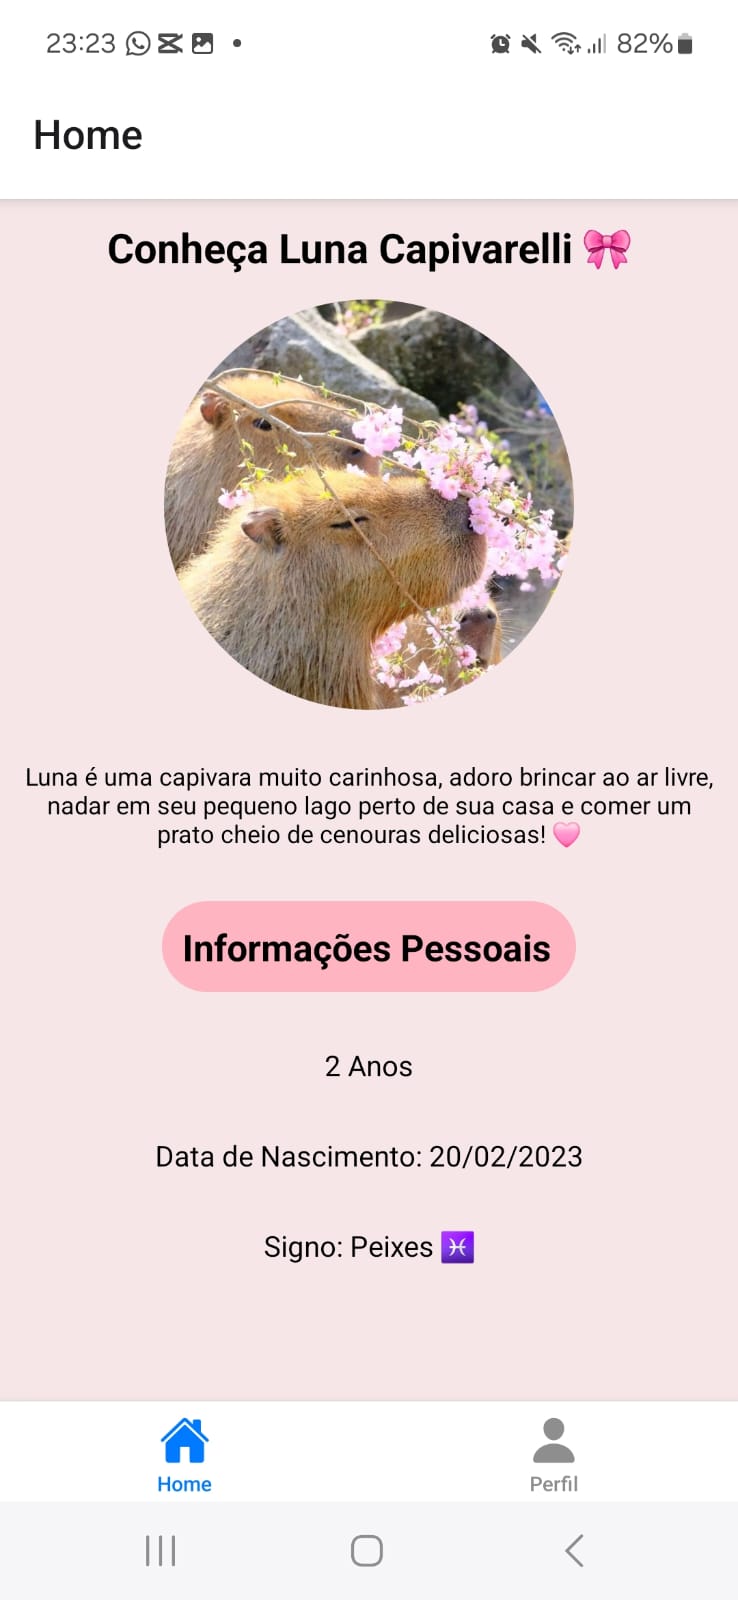 23:23 82%
Home
Conheça Luna Capivarelli 🎀
Luna é uma capivara muito carinhosa, adoro brincar ao ar livre,
nadar em seu pequeno lago perto de sua casa e comer um
prato cheio de cenouras deliciosas! 🩷
Informações Pessoais
2 Anos
Data de Nascimento: 20/02/2023
Signo: Peixes ♓
Home
Perfil